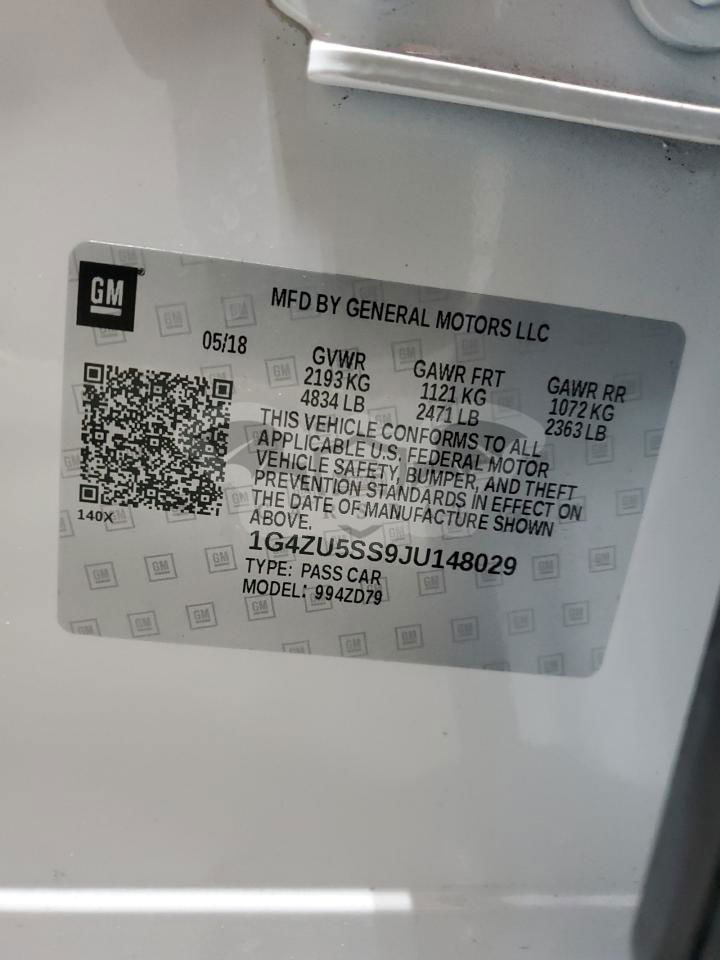 GM
MFD BY GENERAL MOTORS LLC
05/18
GVWR
2193 KG
4834 LB
GAWR FRT
1121 KG
2471 LB
GAWR RR
1072 KG
2363 LB
THIS VEHICLE CONFORMS TO ALL
APPLICABLE U.S. FEDERAL MOTOR
VEHICLE SAFETY, BUMPER, AND THEFT
PREVENTION STANDARDS IN EFFECT ON
THE DATE OF MANUFACTURE SHOWN
ABOVE.
140X
1G4ZU5SS9JU148029
TYPE: PASS CAR
MODEL: 994ZD79